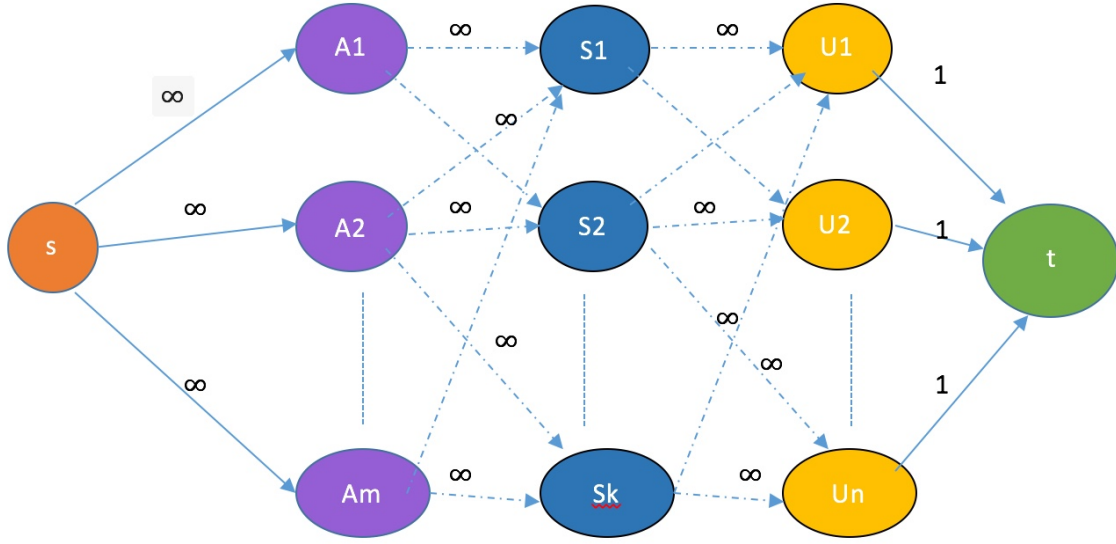 A1 ∞ S1 ∞ U1
1
∞
∞
∞ A2 ∞ S2 ∞ U2
s 1 t
∞
∞ ∞
∞ 1
Am ∞ Sk ∞ Un